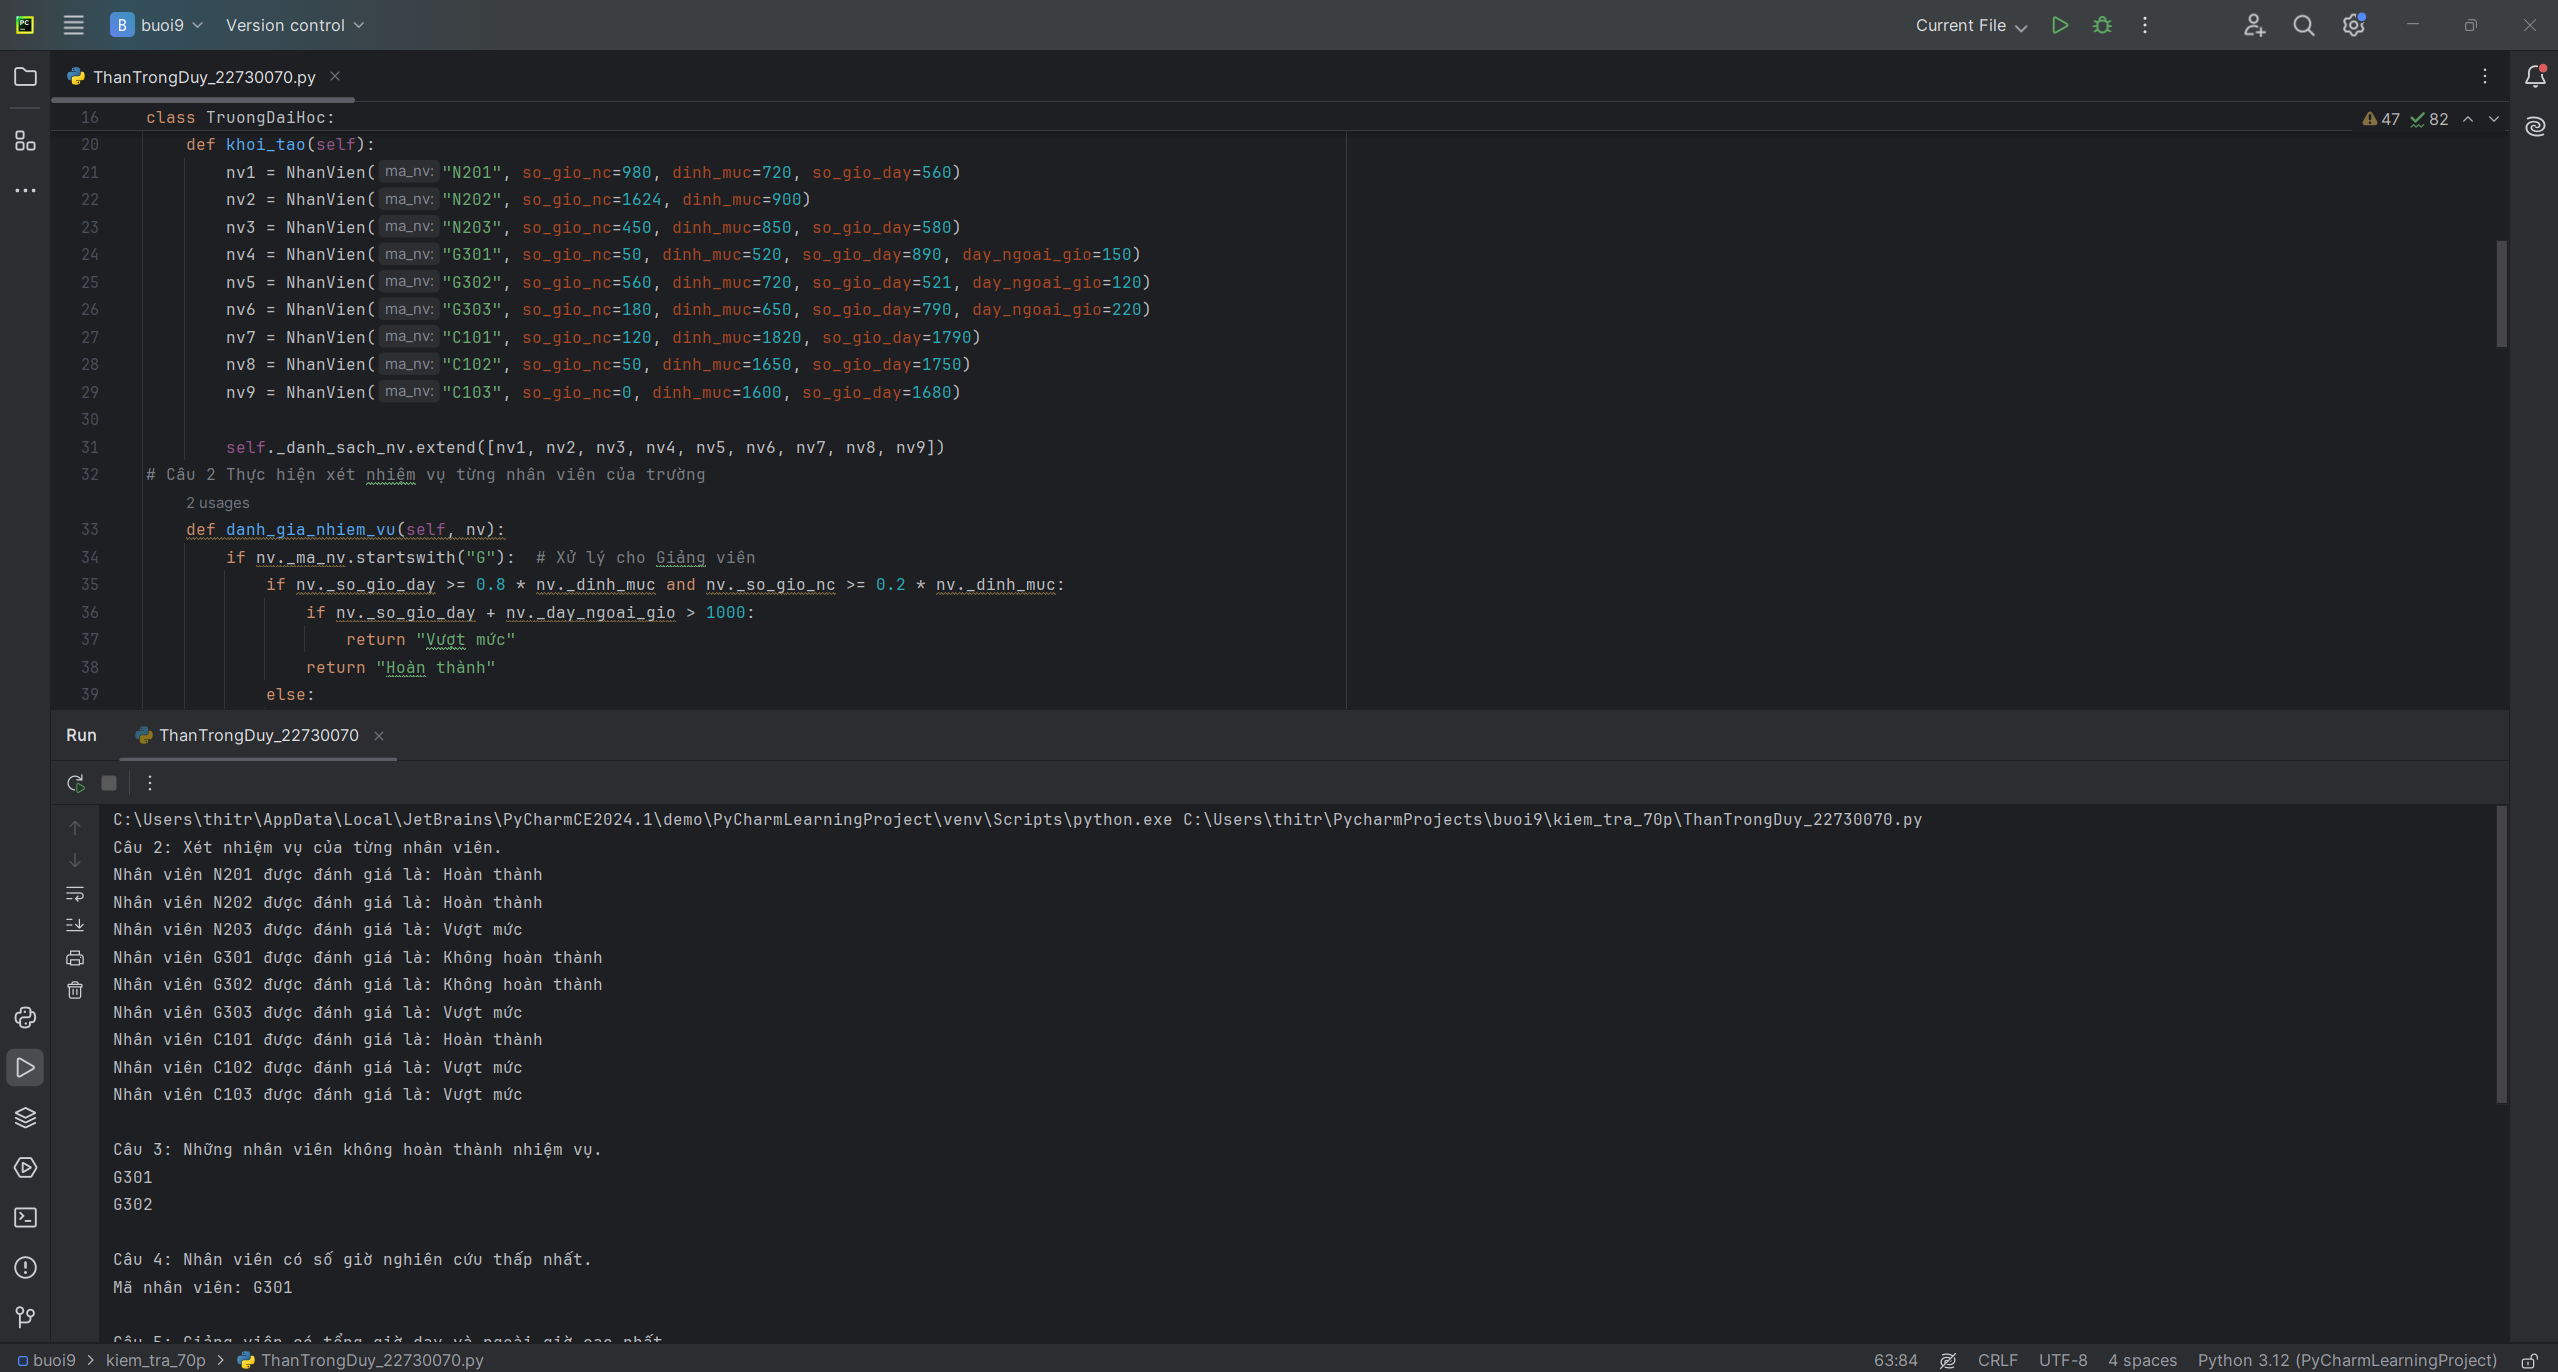 B buoi9 Version control Current File
ThanTrongDuy_22730070.py
16 class TruongDaiHoc:
47 82
20 def khoi_tao(self):
21 nv1 = NhanVien( ma_nv: "N201", so_gio_nc=980, dinh_muc=720, so_gio_day=560)
22 nv2 = NhanVien( ma_nv: "N202", so_gio_nc=1624, dinh_muc=900)
23 nv3 = NhanVien( ma_nv: "N203", so_gio_nc=450, dinh_muc=850, so_gio_day=580)
24 nv4 = NhanVien( ma_nv: "G301", so_gio_nc=50, dinh_muc=520, so_gio_day=890, day_ngoai_gio=150)
25 nv5 = NhanVien( ma_nv: "G302", so_gio_nc=560, dinh_muc=720, so_gio_day=521, day_ngoai_gio=120)
26 nv6 = NhanVien( ma_nv: "G303", so_gio_nc=180, dinh_muc=650, so_gio_day=790, day_ngoai_gio=220)
27 nv7 = NhanVien( ma_nv: "C101", so_gio_nc=120, dinh_muc=1820, so_gio_day=1790)
28 nv8 = NhanVien( ma_nv: "C102", so_gio_nc=50, dinh_muc=1650, so_gio_day=1750)
29 nv9 = NhanVien( ma_nv: "C103", so_gio_nc=0, dinh_muc=1600, so_gio_day=1680)
30
31 self._danh_sach_nv.extend([nv1, nv2, nv3, nv4, nv5, nv6, nv7, nv8, nv9])
32 # Câu 2 Thực hiện xét nhiệm vụ từng nhân viên của trường
2 usages
33 def danh_gia_nhiem_vu(self, nv):
34 if nv._ma_nv.startswith("G"): # Xử lý cho Giảng viên
35 if nv._so_gio_day >= 0.8 * nv._dinh_muc and nv._so_gio_nc >= 0.2 * nv._dinh_muc:
36 if nv._so_gio_day + nv._day_ngoai_gio > 1000:
37 return "Vượt mức"
38 return "Hoàn thành"
39 else:
Run ThanTrongDuy_22730070
C:\Users\thitr\AppData\Local\JetBrains\PyCharmCE2024.1\demo\PyCharmLearningProject\venv\Scripts\python.exe C:\Users\thitr\PycharmProjects\buoi9\kiem_tra_70p\ThanTrongDuy_22730070.py
Câu 2: Xét nhiệm vụ của từng nhân viên.
Nhân viên N201 được đánh giá là: Hoàn thành
Nhân viên N202 được đánh giá là: Hoàn thành
Nhân viên N203 được đánh giá là: Vượt mức
Nhân viên G301 được đánh giá là: Không hoàn thành
Nhân viên G302 được đánh giá là: Không hoàn thành
Nhân viên G303 được đánh giá là: Vượt mức
Nhân viên C101 được đánh giá là: Hoàn thành
Nhân viên C102 được đánh giá là: Vượt mức
Nhân viên C103 được đánh giá là: Vượt mức
Câu 3: Những nhân viên không hoàn thành nhiệm vụ.
G301
G302
Câu 4: Nhân viên có số giờ nghiên cứu thấp nhất.
Mã nhân viên: G301
Câu 5: Giảng viên có tổng giờ dạy và ngoài giờ cao nhất
buoi9 > kiem_tra_70p > ThanTrongDuy_22730070.py 63:84 CRLF UTF-8 4 spaces Python 3.12 (PyCharmLearningProject)